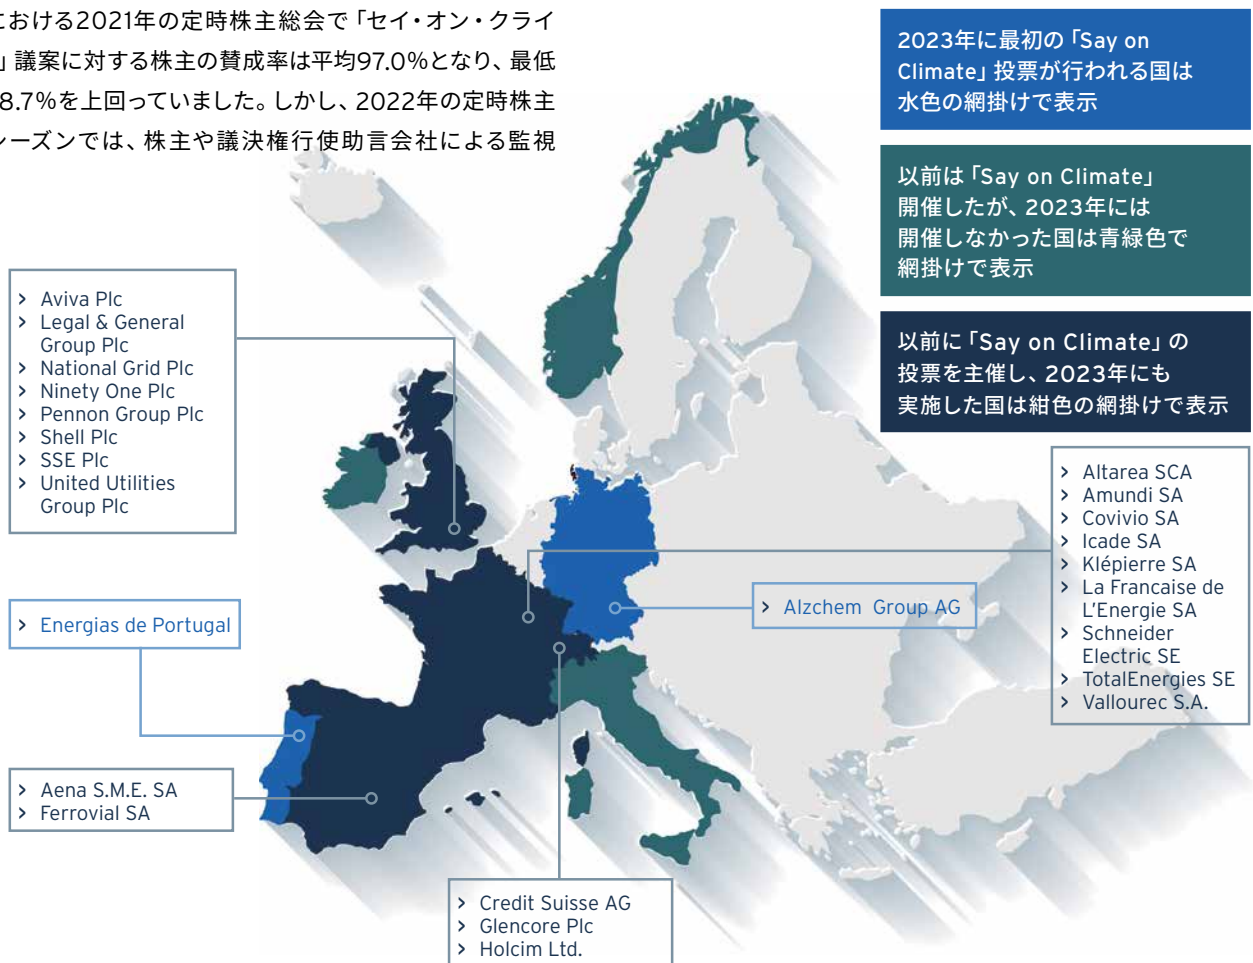 における2021年の定時株主総会で「セイ・オン・クライ
」議案に対する株主の賛成率は平均97.0％となり、最低
8.7％を上回っていました。しかし、2022年の定時株主
シーズンでは、株主や議決権行使助言会社による監視
2023年に最初の「Say on
Climate」投票が行われる国は
水色の網掛けで表示
以前は「Say on Climate」
開催したが、2023年には
開催しなかった国は青緑色で
網掛けで表示
以前に「Say on Climate」の
投票を主催し、2023年にも
実施した国は紺色の網掛けで表示
> Aviva Plc
> Legal & General
Group Plc
> National Grid Plc
> Ninety One Plc
> Pennon Group Plc
> Shell Plc
> SSE Plc
> United Utilities
Group Plc
> Altarea SCA
> Amundi SA
> Covivio SA
> Icade SA
> Klépierre SA
> La Francaise de
L'Energie SA
> Schneider
Electric SE
> TotalEnergies SE
> Vallourec S.A.
> Alzchem Group AG
> Energias de Portugal
> Aena S.M.E. SA
> Ferrovial SA
> Credit Suisse AG
> Glencore Plc
> Holcim Ltd.